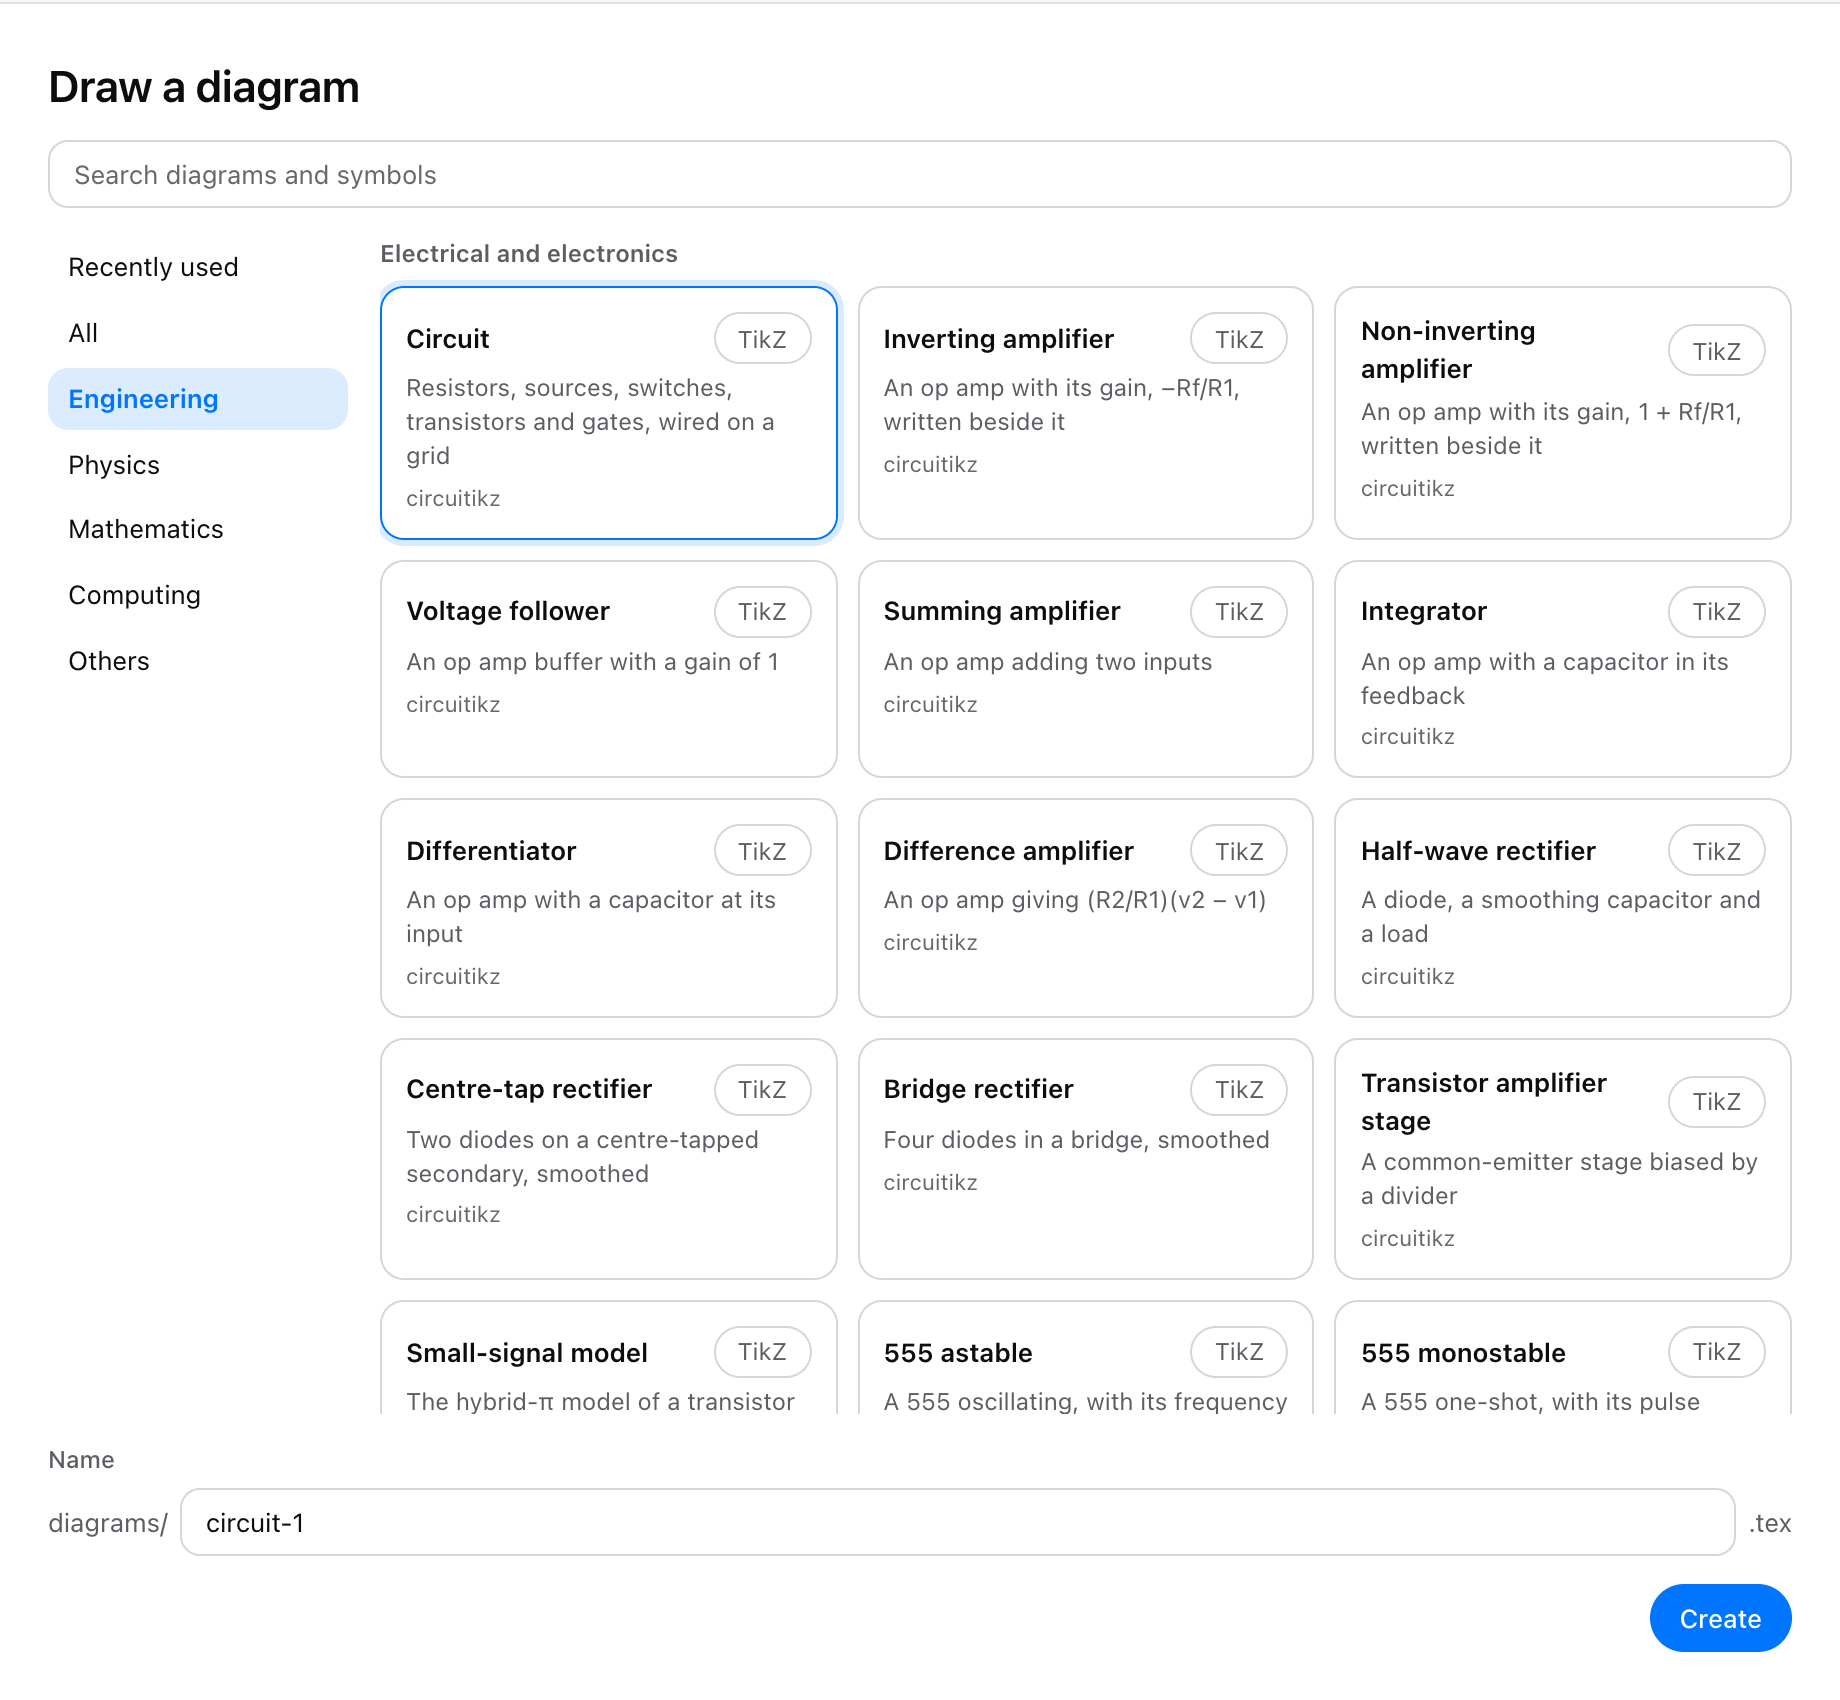 Draw a diagram
Search diagrams and symbols
Recently used
All
Engineering
Physics
Mathematics
Computing
Others
Electrical and electronics
Circuit
TikZ
Resistors, sources, switches,
transistors and gates, wired on a
grid
circuitikz
Inverting amplifier
TikZ
An op amp with its gain, −Rf/R1,
written beside it
circuitikz
Non-inverting
amplifier
TikZ
An op amp with its gain, 1 + Rf/R1,
written beside it
circuitikz
Voltage follower
TikZ
An op amp buffer with a gain of 1
circuitikz
Summing amplifier
TikZ
An op amp adding two inputs
circuitikz
Integrator
TikZ
An op amp with a capacitor in its
feedback
circuitikz
Differentiator
TikZ
An op amp with a capacitor at its
input
circuitikz
Difference amplifier
TikZ
An op amp giving (R2/R1)(v2 − v1)
circuitikz
Half-wave rectifier
TikZ
A diode, a smoothing capacitor and
a load
circuitikz
Centre-tap rectifier
TikZ
Two diodes on a centre-tapped
secondary, smoothed
circuitikz
Bridge rectifier
TikZ
Four diodes in a bridge, smoothed
circuitikz
Transistor amplifier
stage
TikZ
A common-emitter stage biased by
a divider
circuitikz
Small-signal model
TikZ
The hybrid-π model of a transistor
555 astable
TikZ
A 555 oscillating, with its frequency
555 monostable
TikZ
A 555 one-shot, with its pulse
Name
diagrams/
circuit-1
.tex
Create